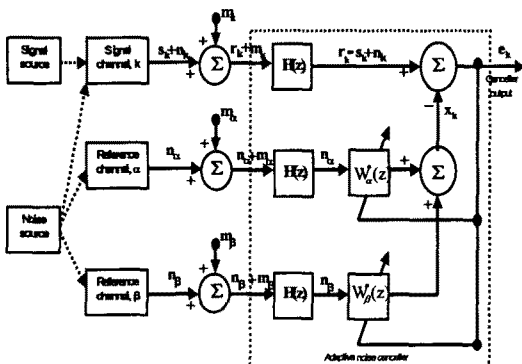 m_k
Signal source
Signal channel, k
s_k+n_k
+
+
Σ
r_k+m_k
H(z)
r_k=s_k+n_k
+
Σ
e_k
Canceller output
−
x_k
m_α
Reference channel, α
n_α
+
+
Σ
n_α+m_α
H(z)
n_α
W_α(z)
+
Σ
+
Noise source
m_β
Reference channel, β
n_β
+
+
Σ
n_β+m_β
H(z)
n_β
W_β(z)
Adaptive noise canceller